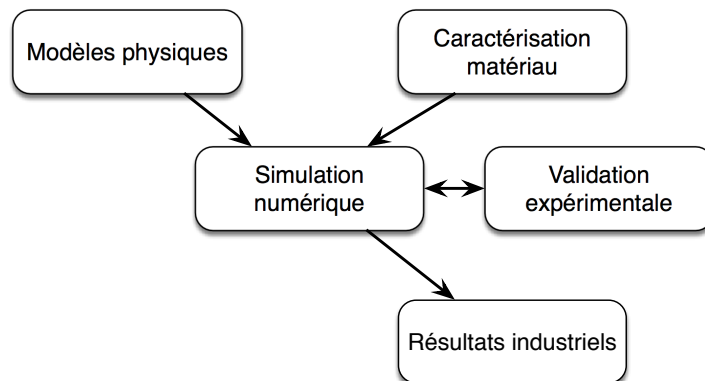 Modèles physiques
Caractérisation
matériau
Simulation
numérique
Validation
expérimentale
Résultats industriels